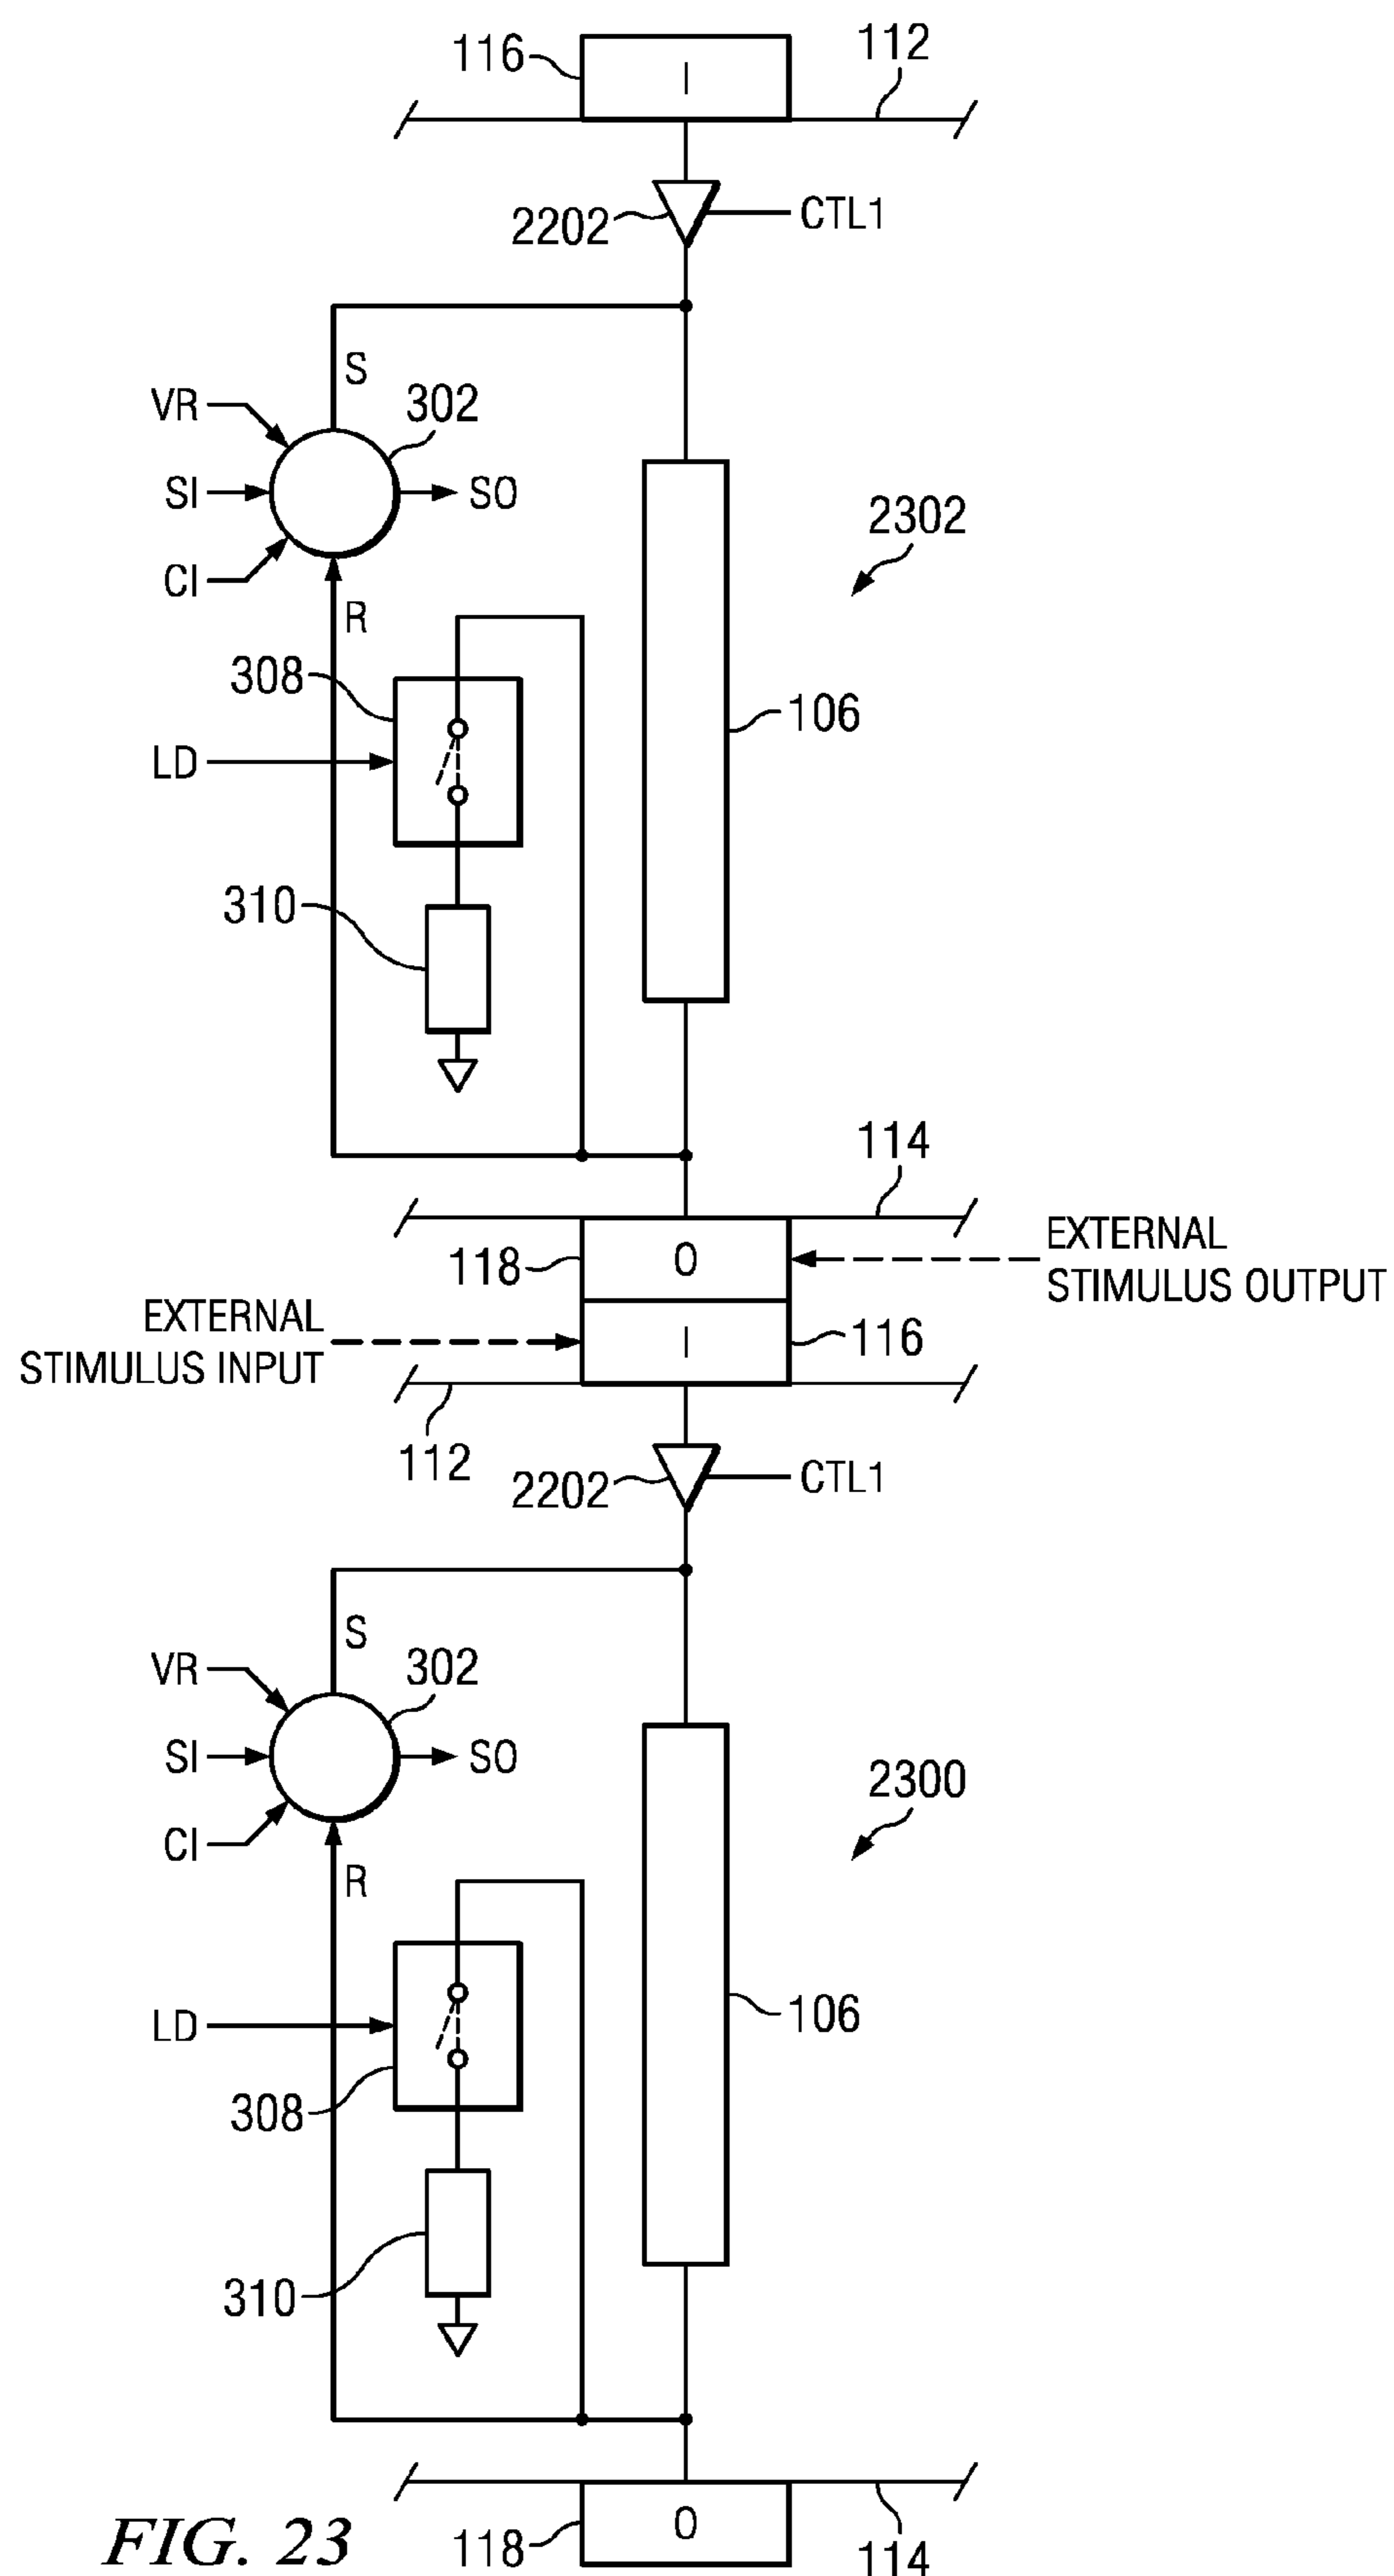 116
I
112
2202
CTL1
S
VR
302
SI
SO
CI
2302
R
308
106
LD
310
114
118
O
EXTERNAL
STIMULUS OUTPUT
EXTERNAL
STIMULUS INPUT
I
116
112
2202
CTL1
S
VR
302
SI
SO
CI
2300
R
LD
106
308
310
118
O
114
FIG. 23